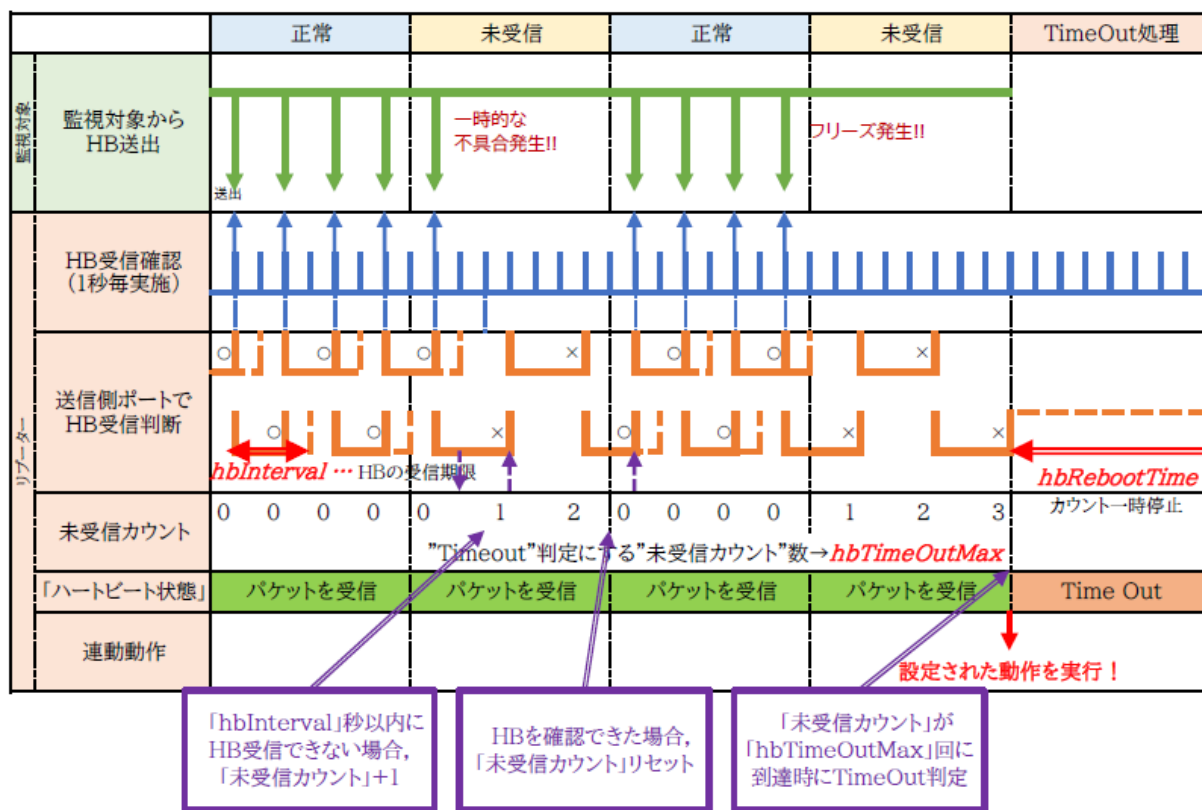 正常
未受信
正常
未受信
TimeOut処理
監視対象
監視対象から
HB送出
一時的な
不具合発生!!
フリーズ発生!!
送出
リブーター
HB受信確認
(1秒毎実施)
送信側ポートで
HB受信判断
○ ○ ○ × ○ ○ ×
○ ○ × ○ ○ × ×
hbInterval … HBの受信期限
hbRebootTime
カウント一時停止
未受信カウント
0 0 0 0 0 1 2 0 0 0 0 1 2 3
"Timeout"判定にする"未受信カウント"数→hbTimeOutMax
「ハートビート状態」
パケットを受信
パケットを受信
パケットを受信
パケットを受信
Time Out
連動動作
設定された動作を実行！
「hbInterval」秒以内に
HB受信できない場合,
「未受信カウント」+1
HBを確認できた場合,
「未受信カウント」リセット
「未受信カウント」が
「hbTimeOutMax」回に
到達時にTimeOut判定